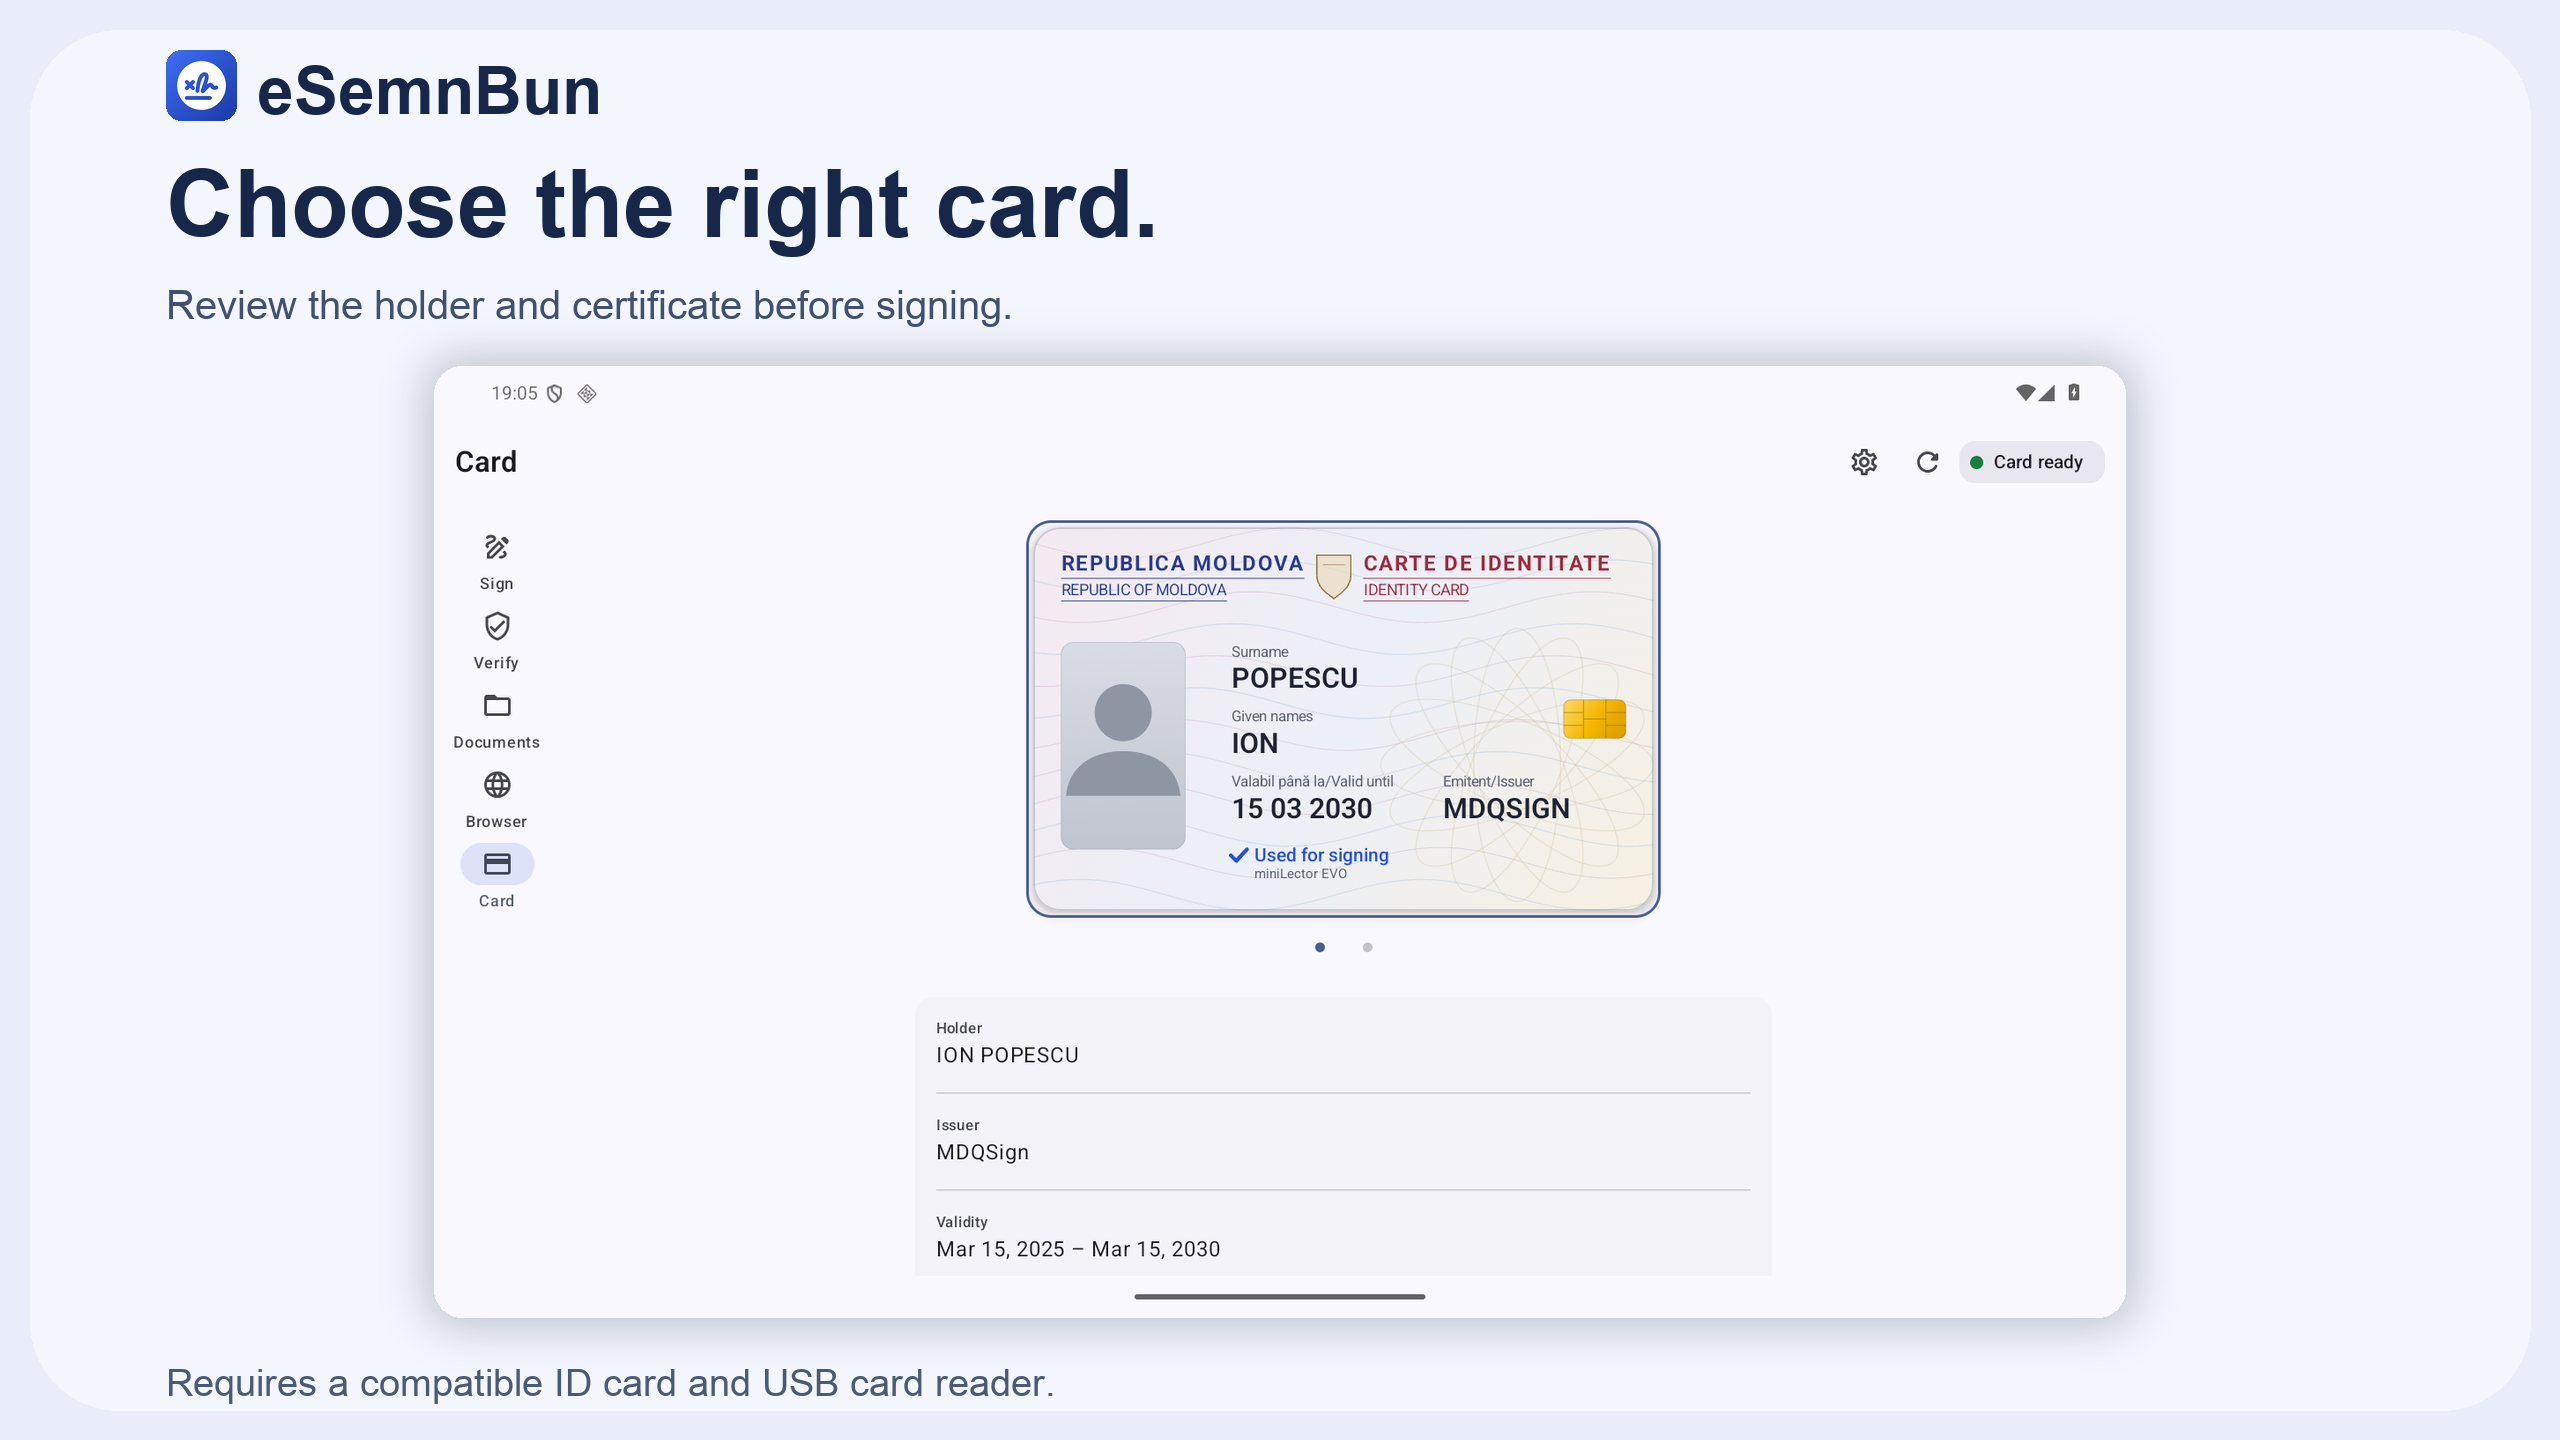 eSemnBun
Choose the right card.
Review the holder and certificate before signing.
19:05
Card
Card ready
Sign
Verify
Documents
Browser
Card
REPUBLICA MOLDOVA
REPUBLIC OF MOLDOVA
CARTE DE IDENTITATE
IDENTITY CARD
Surname
POPESCU
Given names
ION
Valabil până la/Valid until
15 03 2030
Emitent/Issuer
MDQSIGN
Used for signing
miniLector EVO
Holder
ION POPESCU
Issuer
MDQSign
Validity
Mar 15, 2025 – Mar 15, 2030
Requires a compatible ID card and USB card reader.